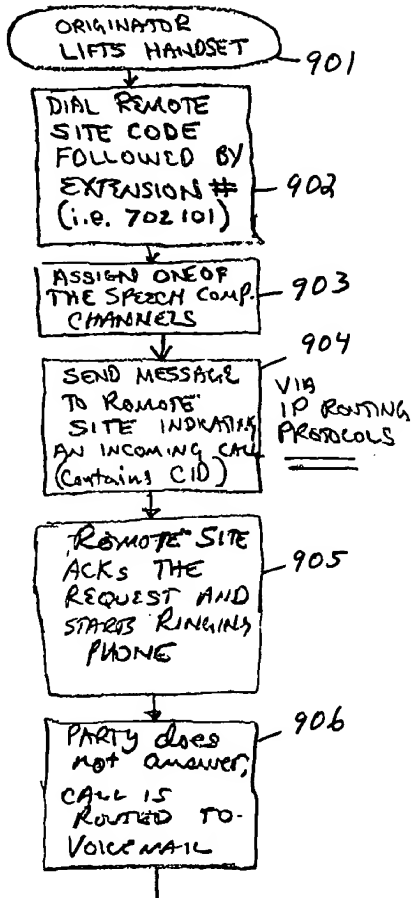 ORIGINATOR
LIFTS HANDSET
901
DIAL REMOTE
SITE CODE
FOLLOWED BY
EXTENSION #
(i.e. 702101)
902
ASSIGN ONE OF
THE SPEECH COMP.
CHANNELS
903
904
SEND MESSAGE
TO REMOTE
SITE INDICATING
AN INCOMING CALL
(Contains CID)
VIA
IP ROUTING
PROTOCOLS
REMOTE SITE
ACKS THE
REQUEST AND
STARTS RINGING
PHONE
905
906
PARTY does
not answer,
CALL IS
ROUTED TO-
VOICEMAIL